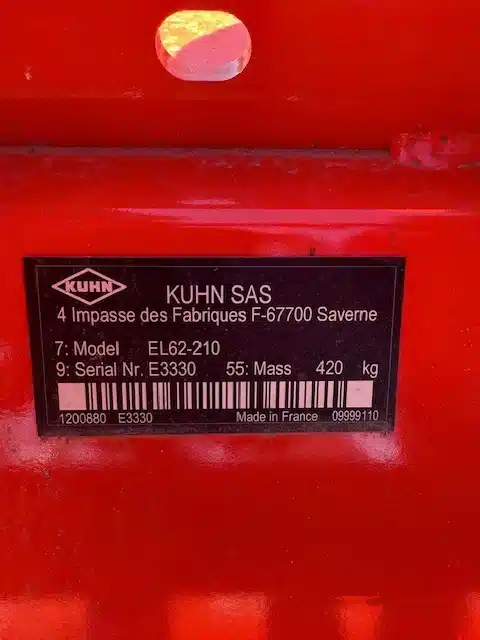 KUHN
KUHN SAS
4 Impasse des Fabriques F-67700 Saverne
7: Model EL62-210
9: Serial Nr. E3330 55: Mass 420 kg
1200880 E3330 Made in France 09999110